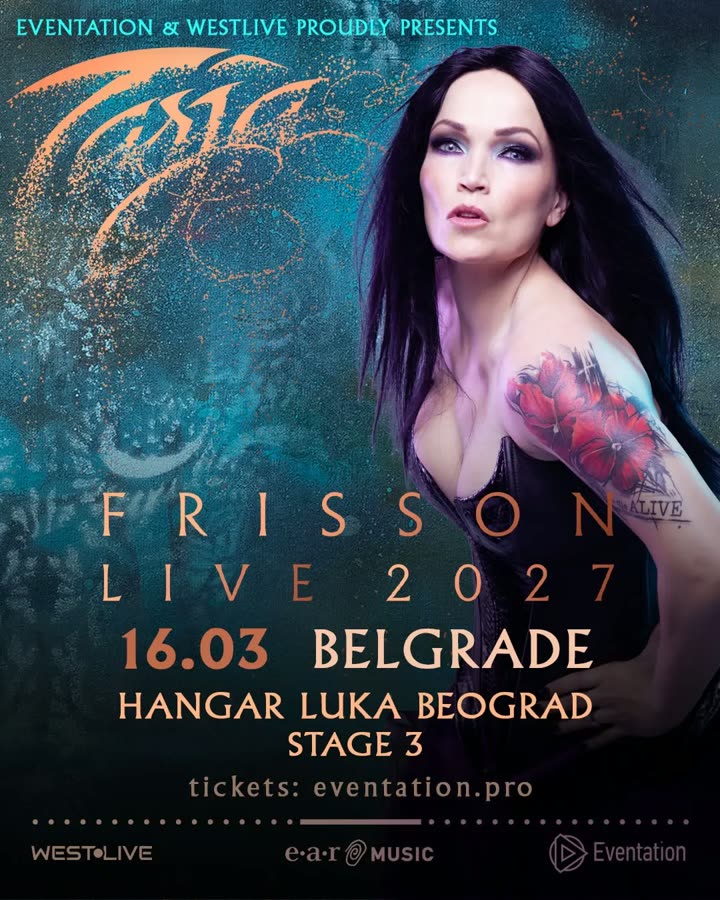 EVENTATION & WESTLIVE PROUDLY PRESENTS
Tarja
FRISSON
LIVE 2027
16.03 BELGRADE
HANGAR LUKA BEOGRAD
STAGE 3
tickets: eventation.pro
WEST•LIVE
e•a•r MUSIC
Eventation
ALIVE